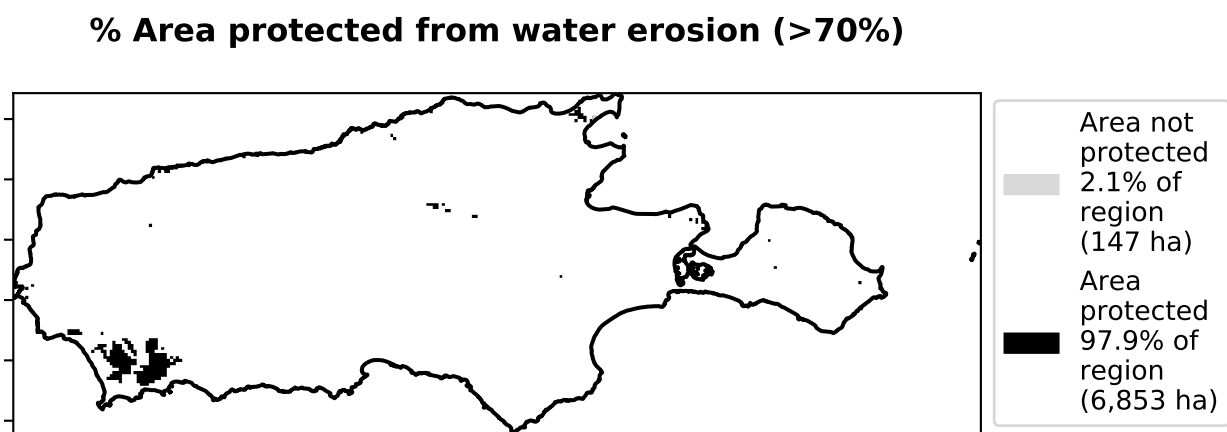 % Area protected from water erosion (>70%)
Area not
protected
2.1% of
region
(147 ha)
Area
protected
97.9% of
region
(6,853 ha)